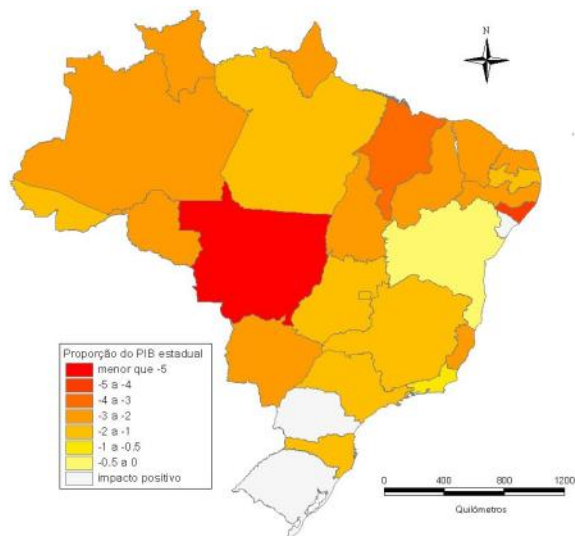 N
Proporção do PIB estadual
menor que -5
-5 a -4
-4 a -3
-3 a -2
-2 a -1
-1 a -0.5
-0.5 a 0
impacto positivo
0 400 800 1200
Quilômetros